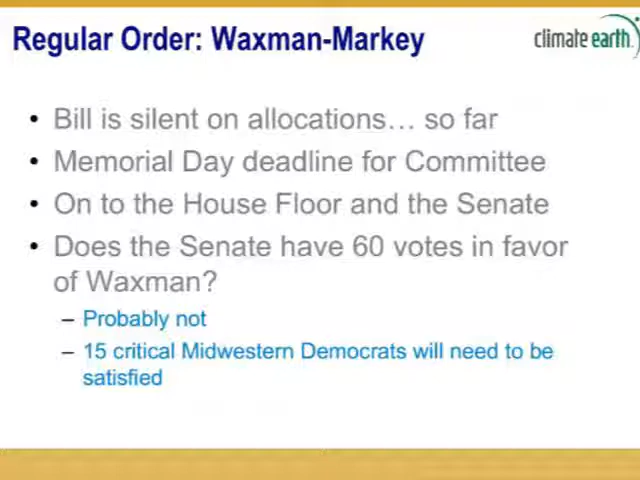 Regular Order: Waxman-Markey
climate earth
• Bill is silent on allocations… so far
• Memorial Day deadline for Committee
• On to the House Floor and the Senate
• Does the Senate have 60 votes in favor
of Waxman?
– Probably not
– 15 critical Midwestern Democrats will need to be
satisfied